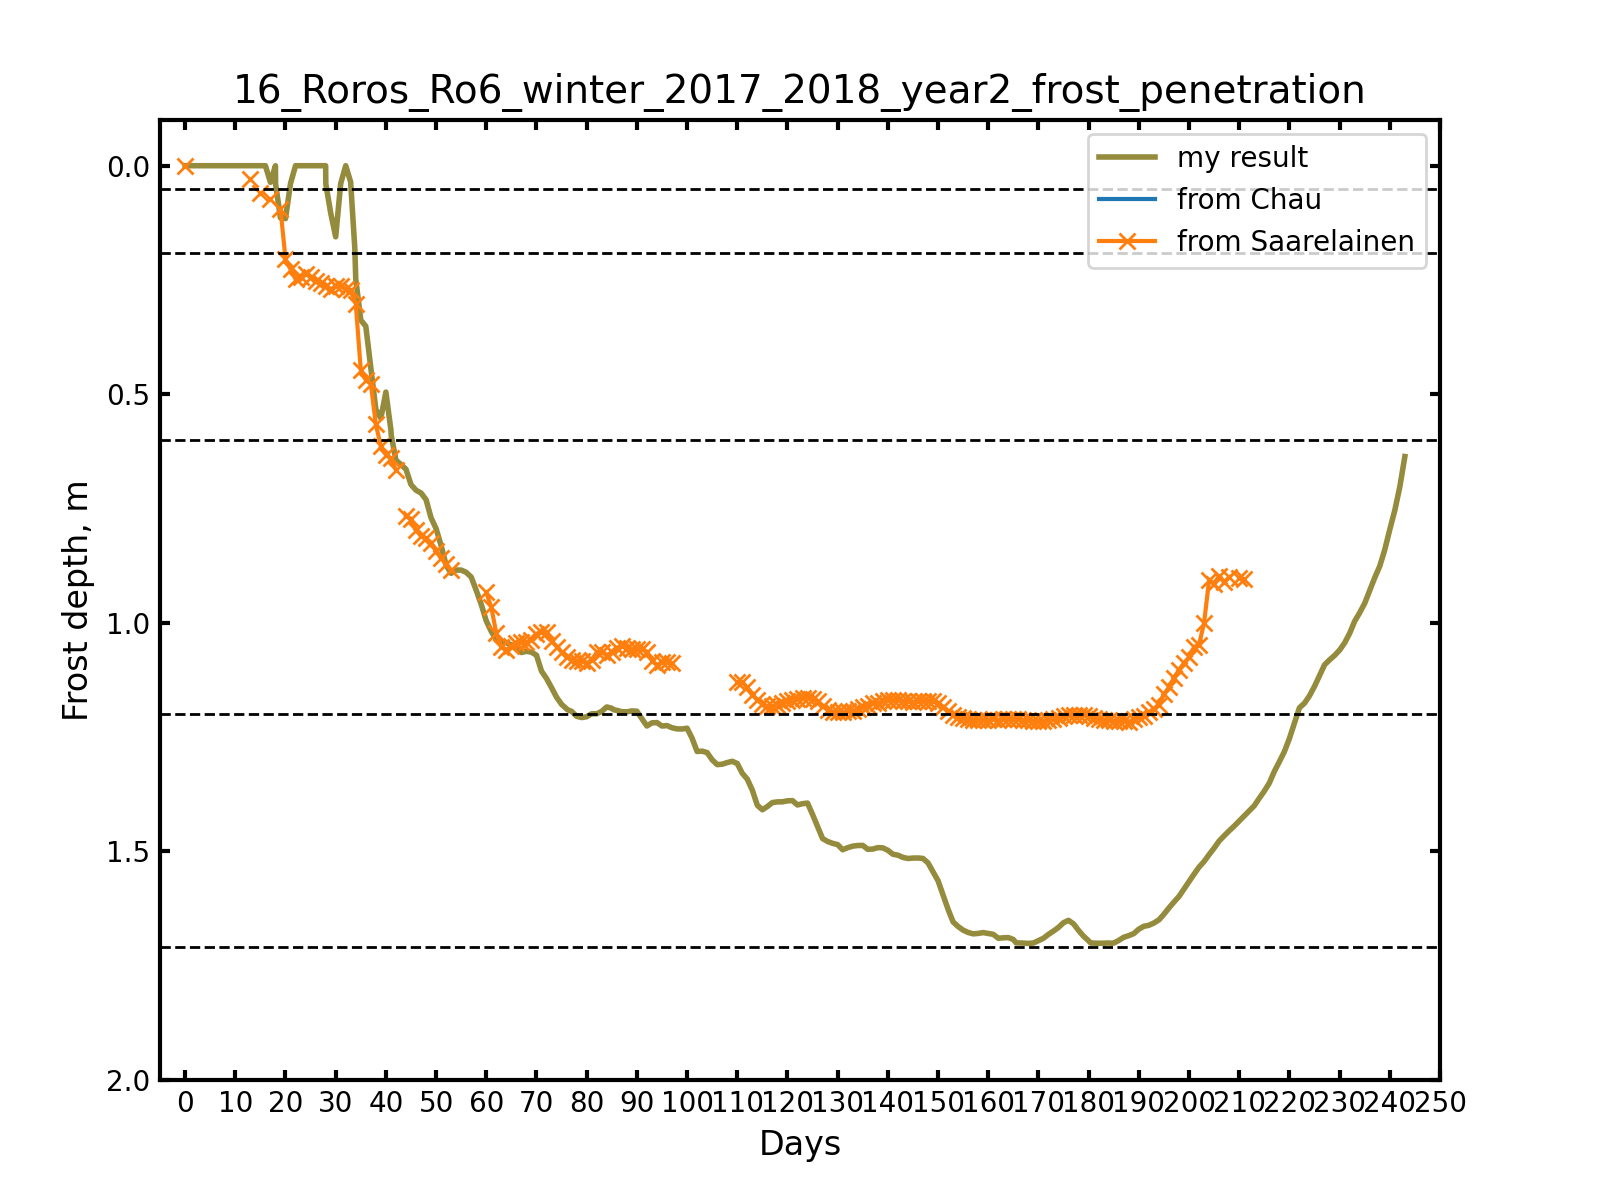 16_Roros_Ro6_winter_2017_2018_year2_frost_penetration
my result
from Chau
from Saarelainen
0.0
0.5
1.0
1.5
2.0
Frost depth, m
0 10 20 30 40 50 60 70 80 90 100 110 120 130 140 150 160 170 180 190 200 210 220 230 240 250
Days